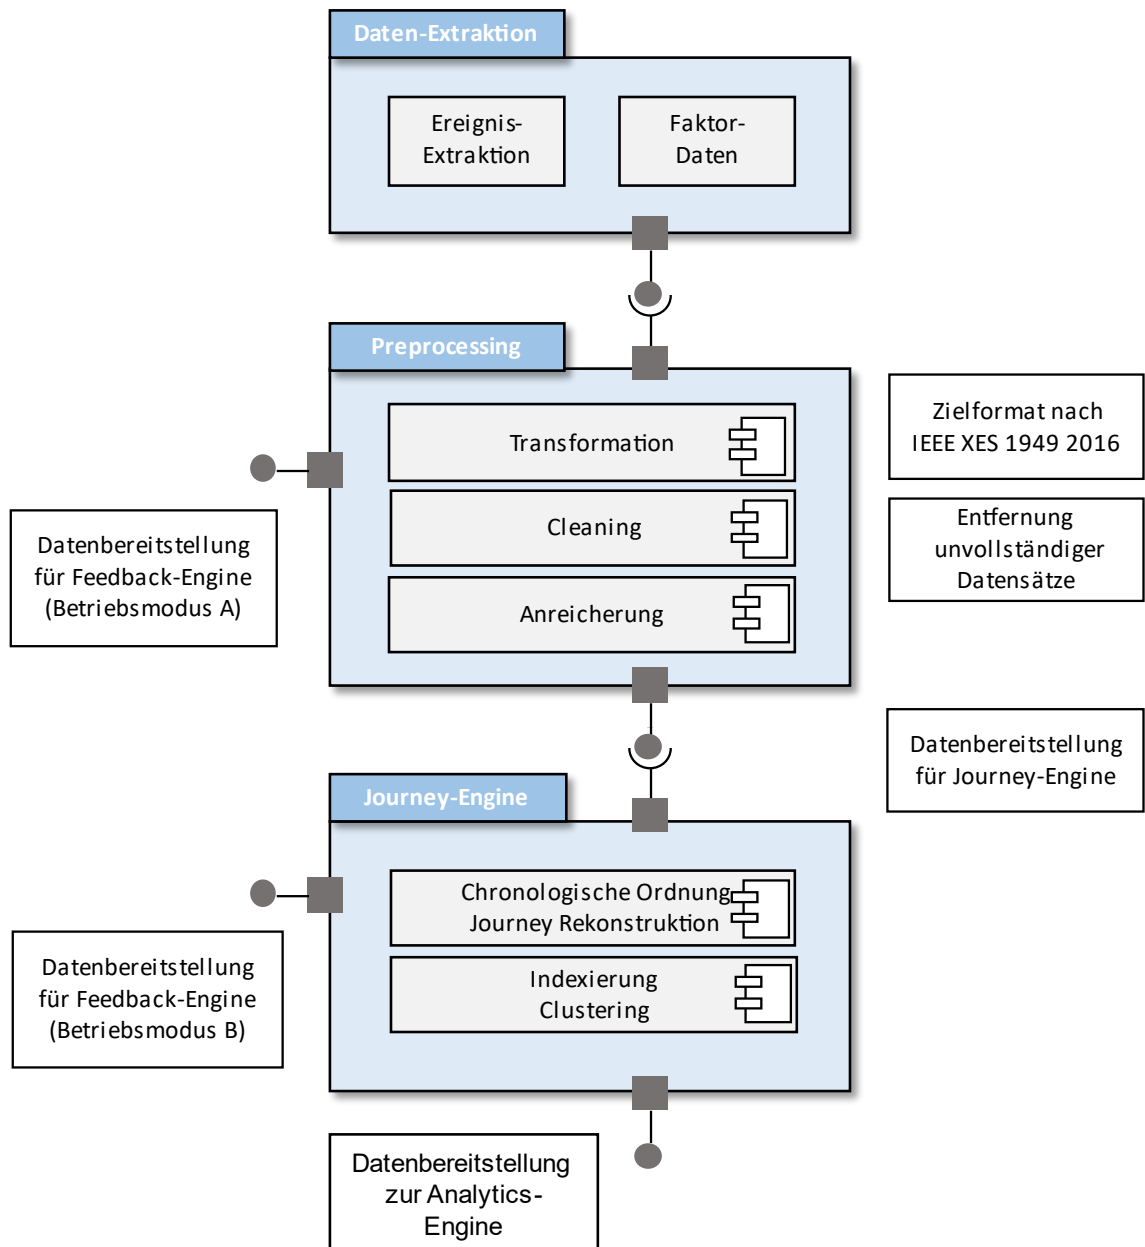 Daten-Extraktion
Ereignis-
Extraktion
Faktor-
Daten
Preprocessing
Transformation
Cleaning
Anreicherung
Zielformat nach
IEEE XES 1949 2016
Entfernung
unvollständiger
Datensätze
Datenbereitstellung
für Feedback-Engine
(Betriebsmodus A)
Datenbereitstellung
für Journey-Engine
Journey-Engine
Chronologische Ordnung
Journey Rekonstruktion
Indexierung
Clustering
Datenbereitstellung
für Feedback-Engine
(Betriebsmodus B)
Datenbereitstellung
zur Analytics-
Engine